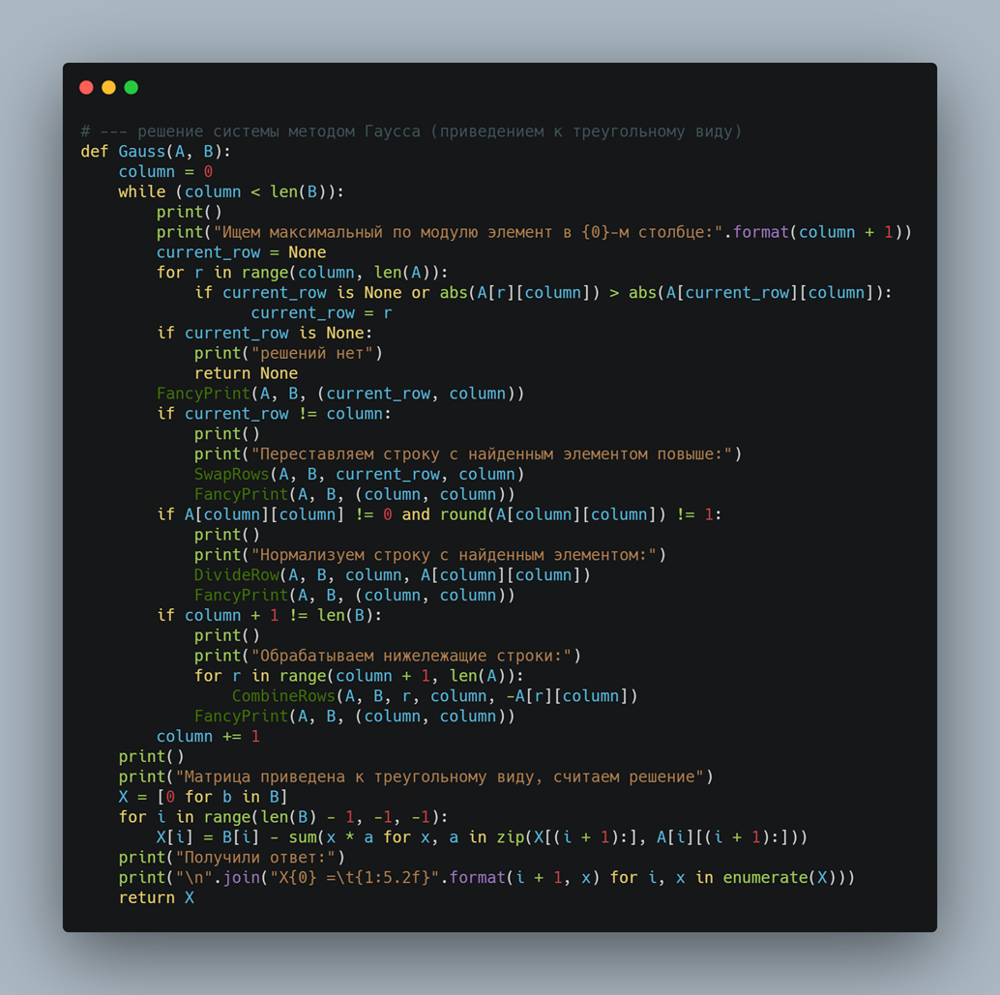 # --- решение системы методом Гаусса (приведением к треугольному виду)
def Gauss(A, B):
    column = 0
    while (column < len(B)):
        print()
        print("Ищем максимальный по модулю элемент в {0}-м столбце:".format(column + 1))
        current_row = None
        for r in range(column, len(A)):
            if current_row is None or abs(A[r][column]) > abs(A[current_row][column]):
                  current_row = r
        if current_row is None:
            print("решений нет")
            return None
        FancyPrint(A, B, (current_row, column))
        if current_row != column:
            print()
            print("Переставляем строку с найденным элементом повыше:")
            SwapRows(A, B, current_row, column)
            FancyPrint(A, B, (column, column))
        if A[column][column] != 0 and round(A[column][column]) != 1:
            print()
            print("Нормализуем строку с найденным элементом:")
            DivideRow(A, B, column, A[column][column])
            FancyPrint(A, B, (column, column))
        if column + 1 != len(B):
            print()
            print("Обрабатываем нижележащие строки:")
            for r in range(column + 1, len(A)):
                CombineRows(A, B, r, column, -A[r][column])
            FancyPrint(A, B, (column, column))
        column += 1
    print()
    print("Матрица приведена к треугольному виду, считаем решение")
    X = [0 for b in B]
    for i in range(len(B) - 1, -1, -1):
        X[i] = B[i] - sum(x * a for x, a in zip(X[(i + 1):], A[i][(i + 1):]))
    print("Получили ответ:")
    print("\n".join("X{0} =\t{1:5.2f}".format(i + 1, x) for i, x in enumerate(X)))
    return X